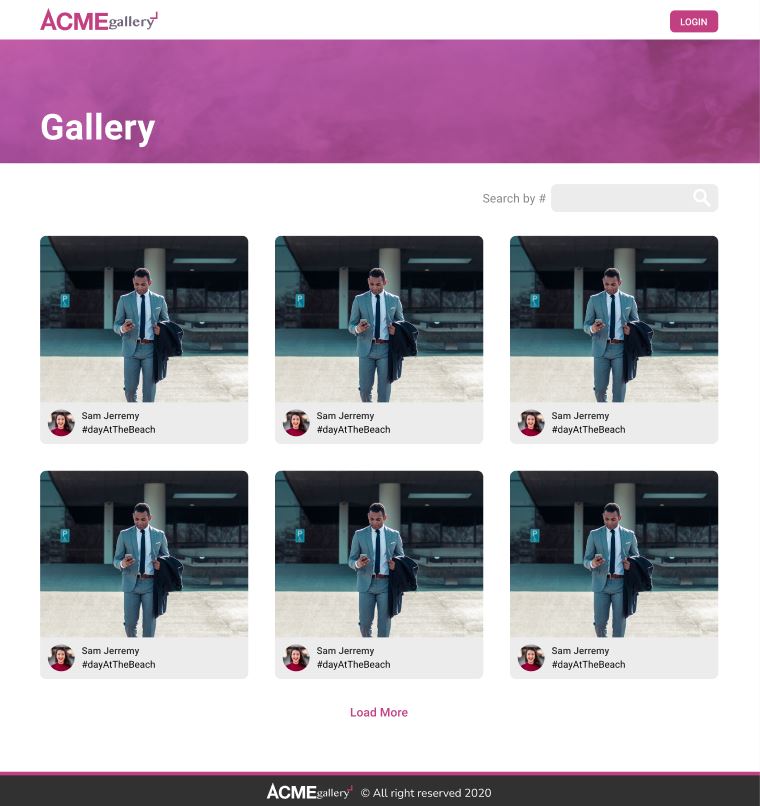 ACMEgallery
LOGIN
Gallery
Search by #
P
P
P
Sam Jerremy
#dayAtTheBeach
Sam Jerremy
#dayAtTheBeach
Sam Jerremy
#dayAtTheBeach
P
P
P
Sam Jerremy
#dayAtTheBeach
Sam Jerremy
#dayAtTheBeach
Sam Jerremy
#dayAtTheBeach
Load More
ACMEgallery © All right reserved 2020